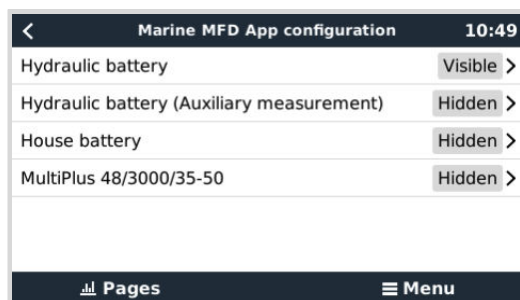 Marine MFD App configuration 10:49
Hydraulic battery Visible
Hydraulic battery (Auxiliary measurement) Hidden
House battery Hidden
MultiPlus 48/3000/35-50 Hidden
Pages Menu